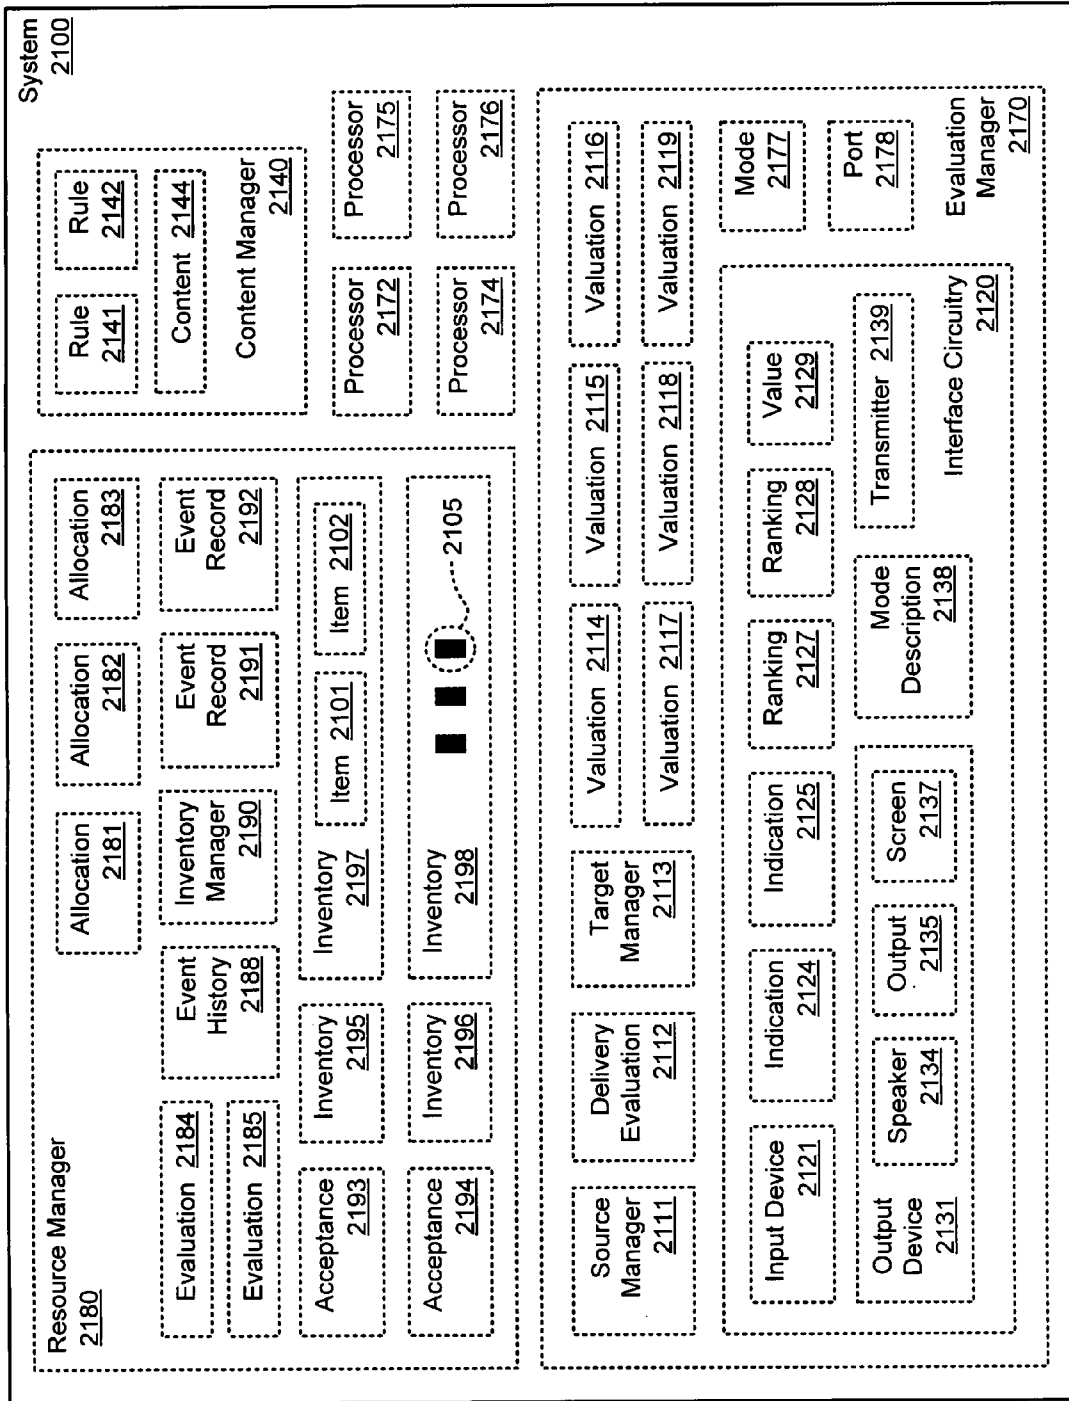 System
2100
Resource Manager
2180
Allocation
2181
Allocation
2182
Allocation
2183
Evaluation 2184
Evaluation 2185
Event
History
2188
Inventory
Manager
2190
Event
Record
2191
Event
Record
2192
Acceptance
2193
Inventory
2195
Inventory
2197
Item 2101
Item 2102
Acceptance
2194
Inventory
2196
Inventory
2198
2105
Rule
2141
Rule
2142
Content 2144
Content Manager
2140
Processor
2172
Processor
2175
Processor
2174
Processor
2176
Source
Manager
2111
Delivery
Evaluation
2112
Target
Manager
2113
Valuation 2114
Valuation 2115
Valuation 2116
Valuation 2117
Valuation 2118
Valuation 2119
Input Device
2121
Indication
2124
Indication
2125
Ranking
2127
Ranking
2128
Value
2129
Output
Device
2131
Speaker
2134
Output
2135
Screen
2137
Mode
Description
2138
Transmitter 2139
Interface Circuitry
2120
Mode
2177
Port
2178
Evaluation
Manager
2170